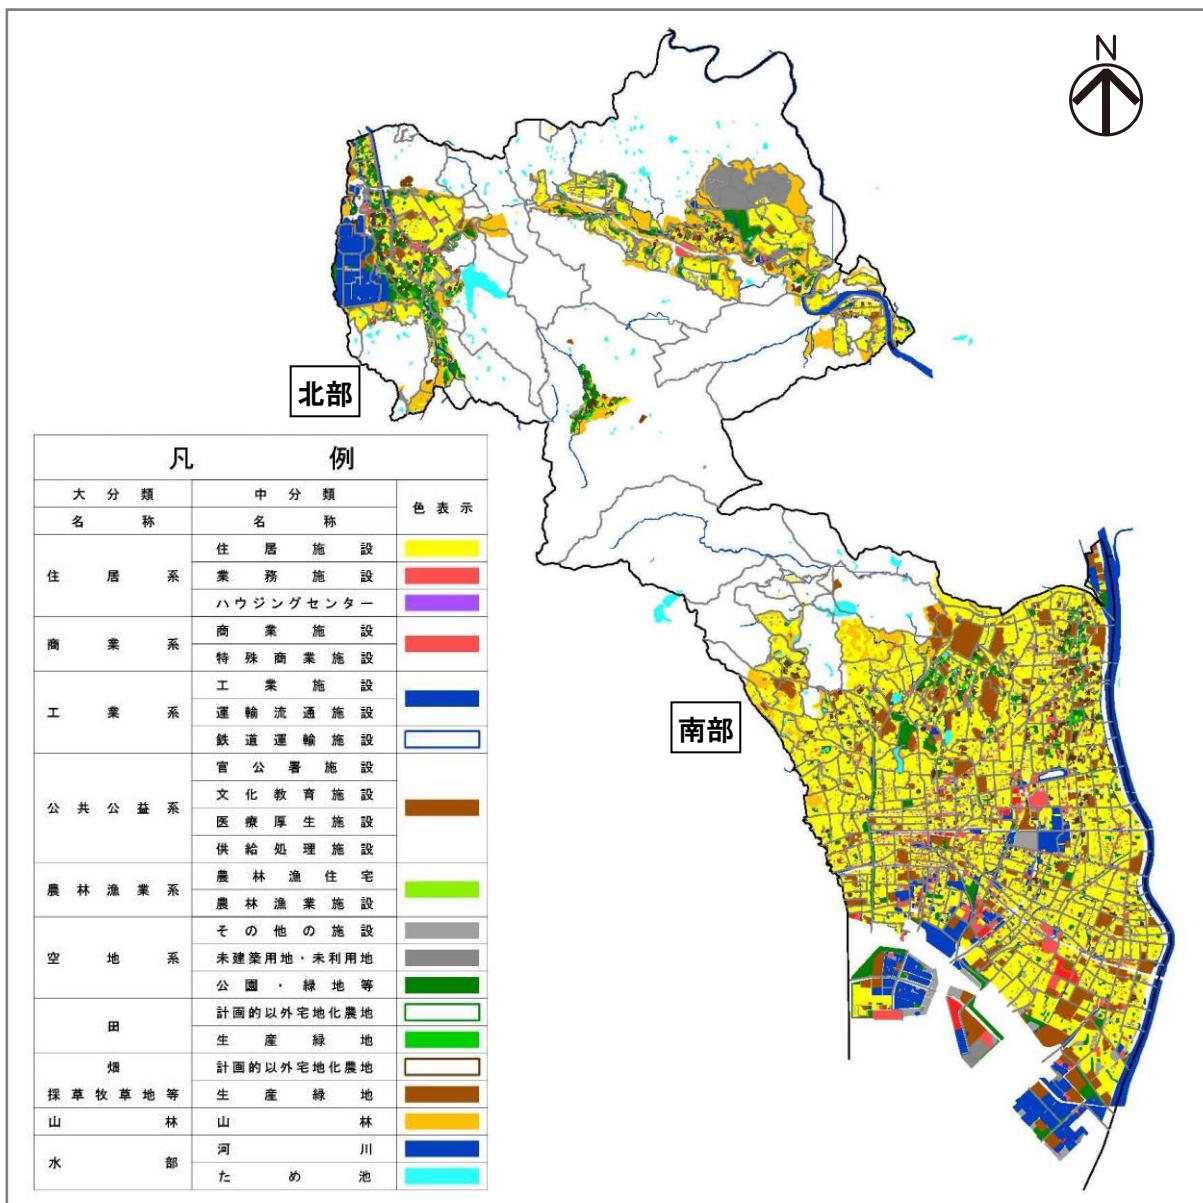 N
北部
南部
凡例
大分類 中分類 色表示
名称 名称
住居系 住居施設
業務施設
ハウジングセンター
商業系 商業施設
特殊商業施設
工業系 工業施設
運輸流通施設
鉄道運輸施設
公共公益系 官公署施設
文化教育施設
医療厚生施設
供給処理施設
農林漁業系 農林漁住宅
農林漁業施設
空地系 その他の施設
未建築用地・未利用地
公園・緑地等
田 計画的以外宅地化農地
生産緑地
畑 計画的以外宅地化農地
採草牧草地等 生産緑地
山林 山林
水部 河川
ため池